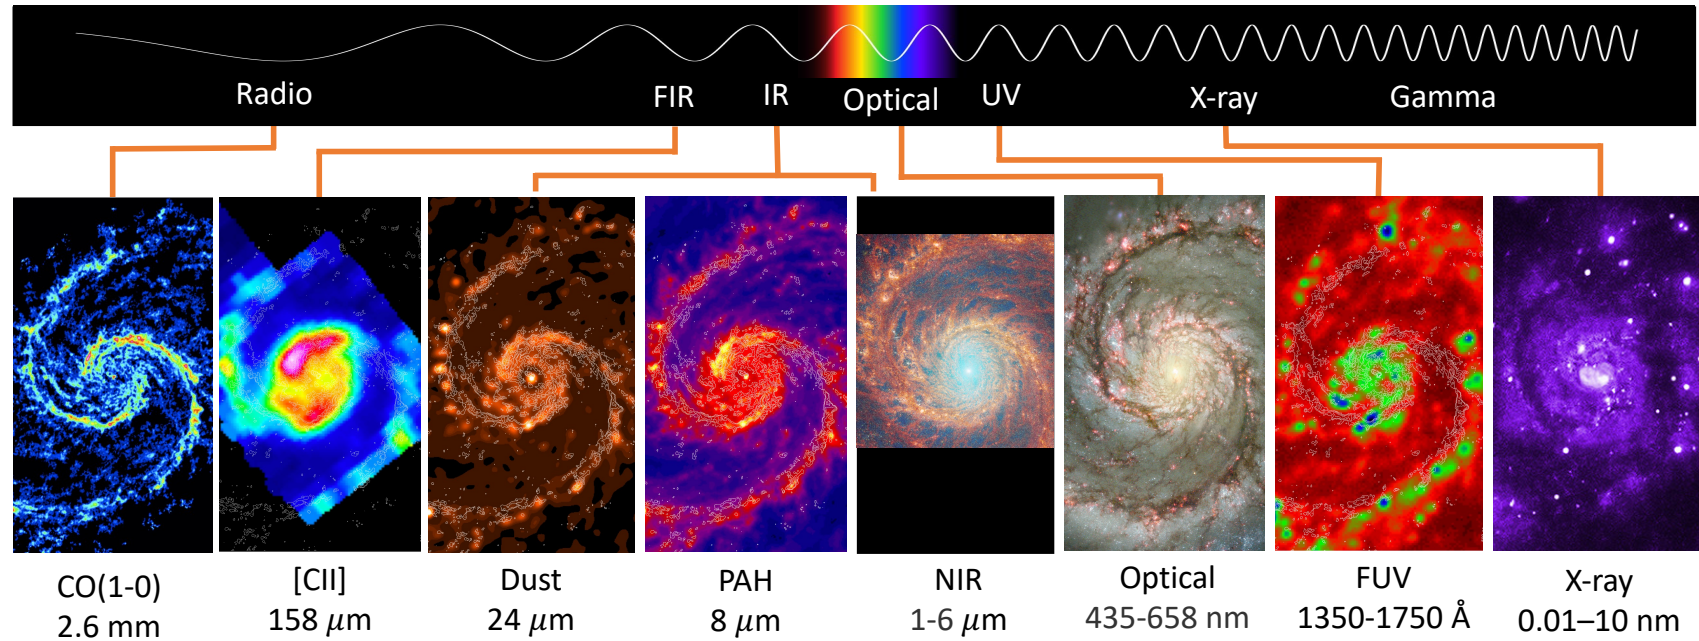 Radio
FIR
IR
Optical
UV
X-ray
Gamma
CO(1-0)
2.6 mm
[CII]
158 𝜇m
Dust
24 𝜇m
PAH
8 𝜇m
NIR
1-6 𝜇m
Optical
435-658 nm
FUV
1350-1750 Å
X-ray
0.01–10 nm